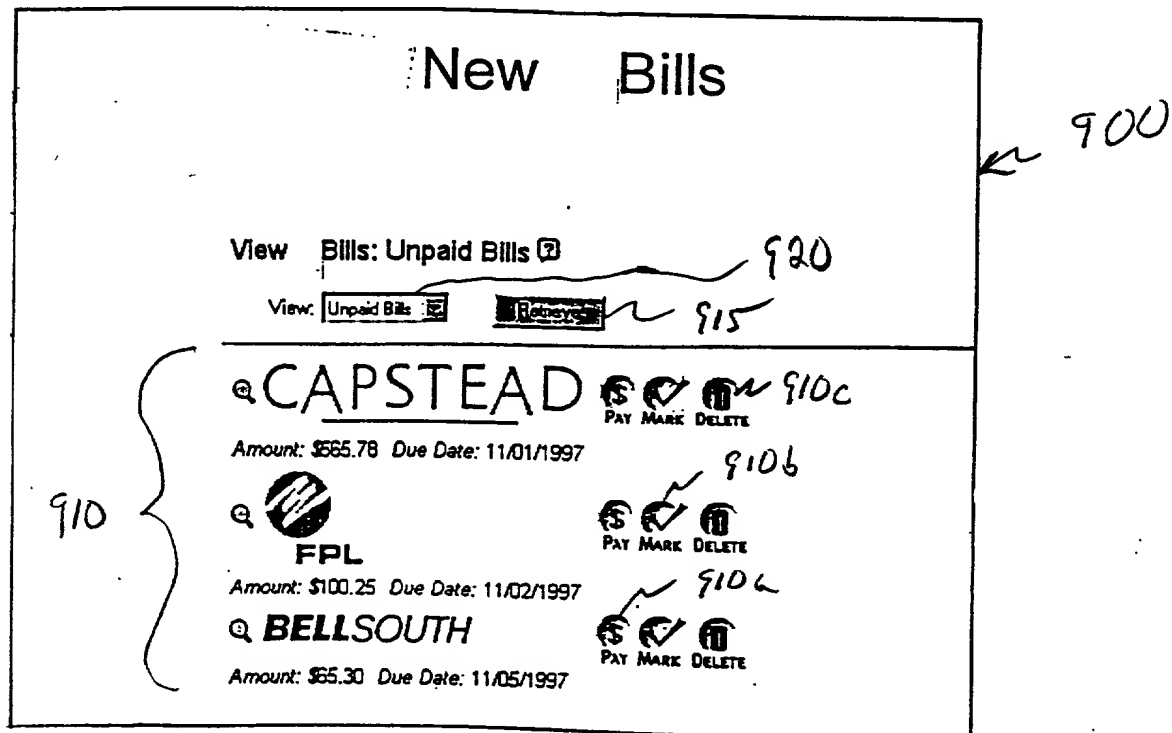 New Bills
900
View Bills: Unpaid Bills ?
920
View: Unpaid Bills Retrieve
915
CAPSTEAD
PAY MARK DELETE
910c
Amount: $565.78 Due Date: 11/01/1997
910b
910
FPL
PAY MARK DELETE
Amount: $100.25 Due Date: 11/02/1997
910a
BELLSOUTH
PAY MARK DELETE
Amount: $65.30 Due Date: 11/05/1997